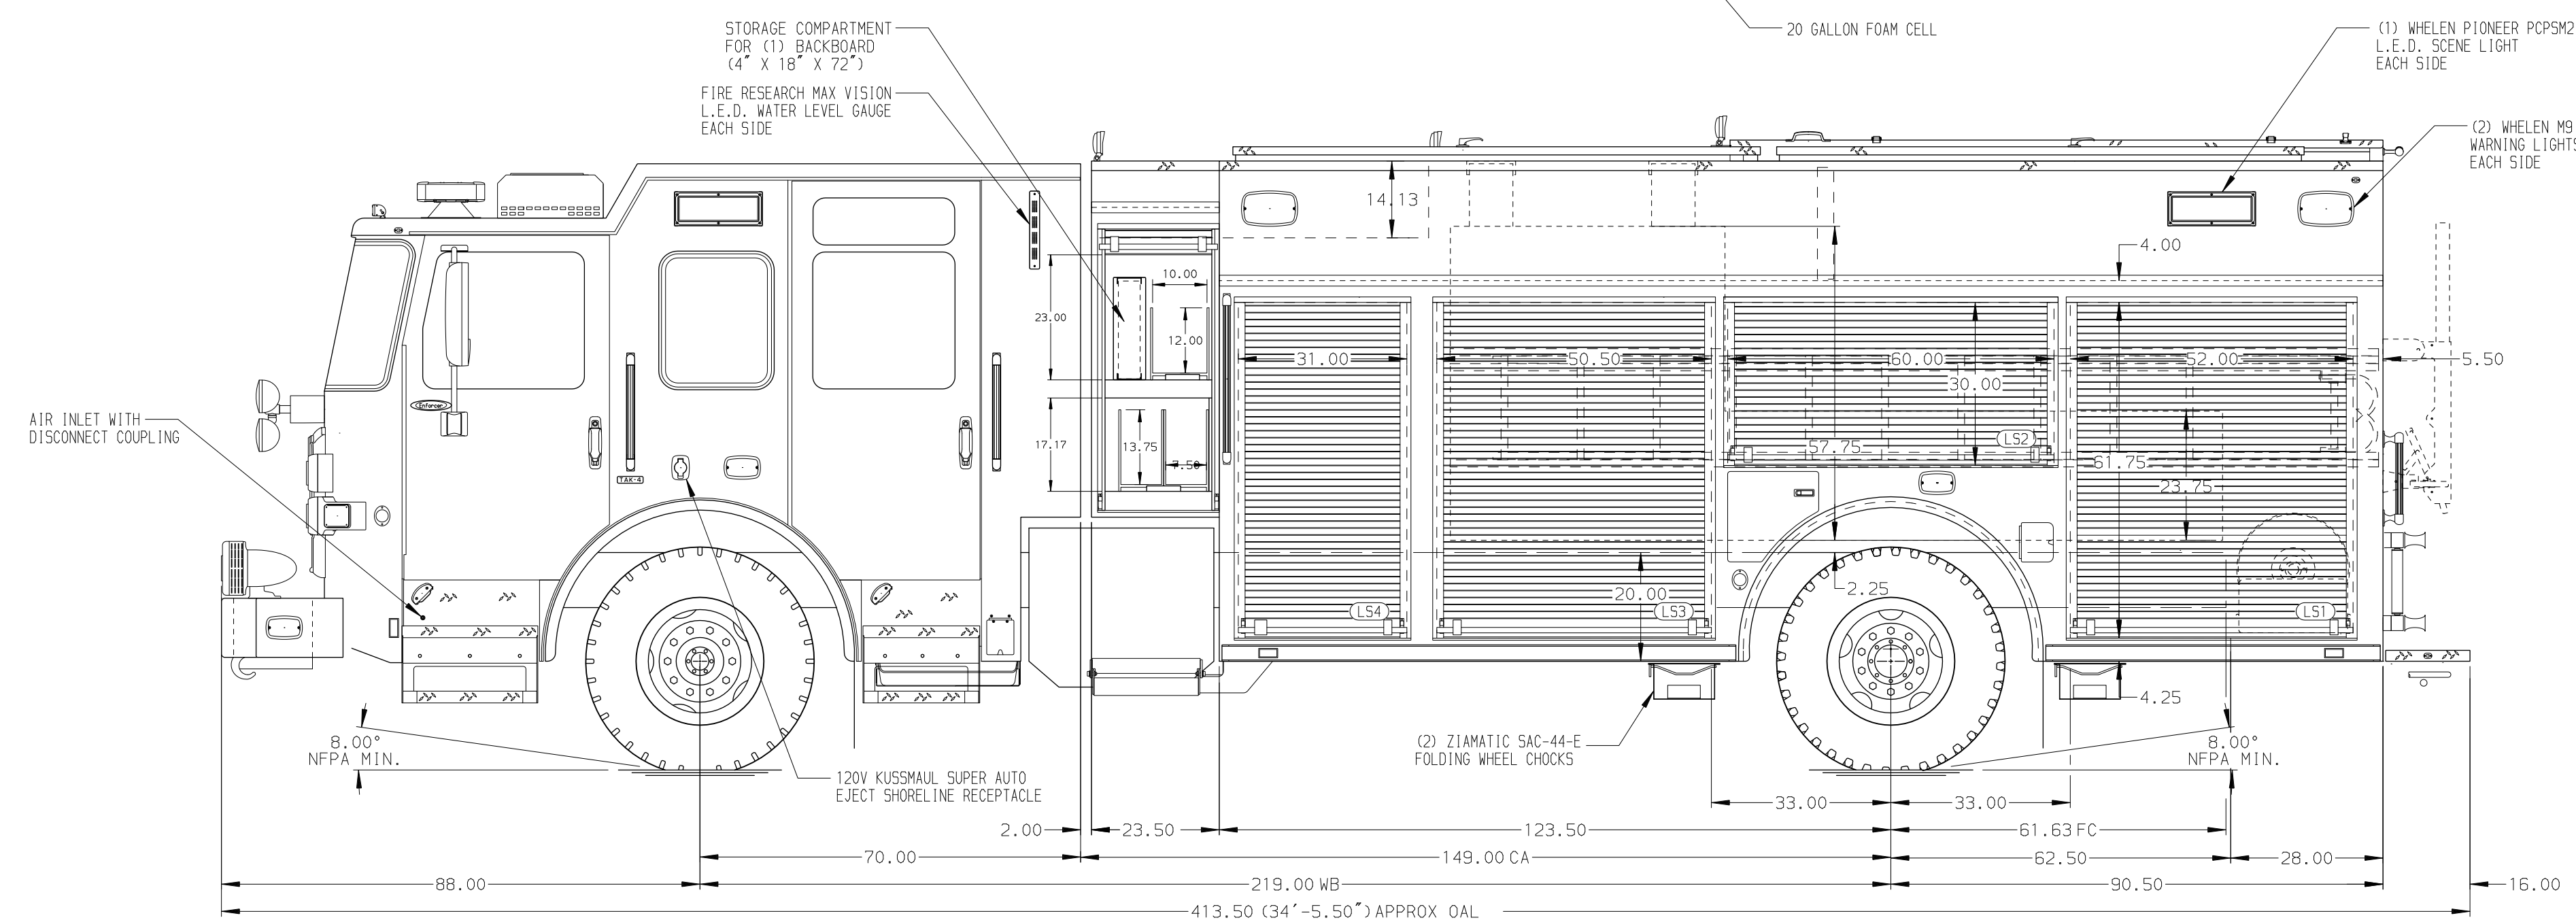 STORAGE COMPARTMENT
FOR (1) BACKBOARD
(4" X 18" X 72")
20 GALLON FOAM CELL
(1) WHELEN PIONEER PCPSM2
L.E.D. SCENE LIGHT
EACH SIDE
FIRE RESEARCH MAX VISION
L.E.D. WATER LEVEL GAUGE
EACH SIDE
(2) WHELEN M9
WARNING LIGHTS
EACH SIDE
14.13
4.00
10.00
23.00
12.00
31.00
50.50
60.00
52.00
5.50
30.00
Enforcer
AIR INLET WITH
DISCONNECT COUPLING
17.17
13.75
7.50
LS2
57.75
61.75
TAK-4
23.75
2.25
20.00
LS4
LS3
LS1
4.25
8.00°
NFPA MIN.
(2) ZIAMATIC SAC-44-E
FOLDING WHEEL CHOCKS
8.00°
NFPA MIN.
120V KUSSMAUL SUPER AUTO
EJECT SHORELINE RECEPTACLE
33.00
33.00
2.00
23.50
123.50
61.63 FC
70.00
149.00 CA
62.50
28.00
88.00
219.00 WB
90.50
16.00
413.50 (34'-5.50") APPROX OAL